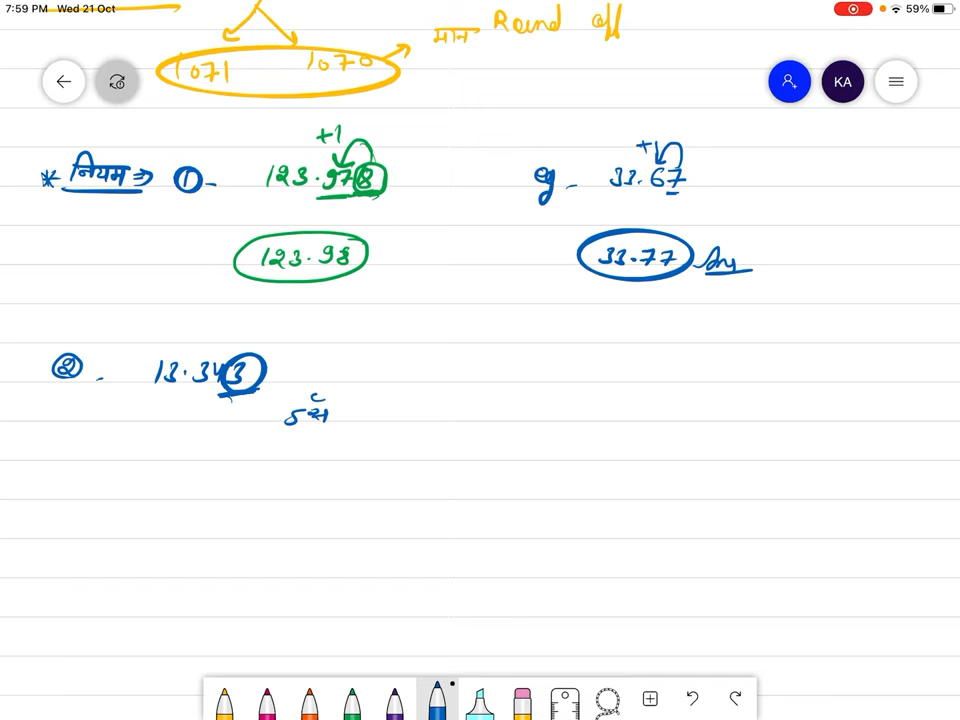 7:59 PM Wed 21 Oct
59%
मान Round off
1071 1070
KA
+1
* नियम ⇒ ① - 123.978
+1
eg - 33.67
123.98
33.77 Ans
② - 13.343
5 से